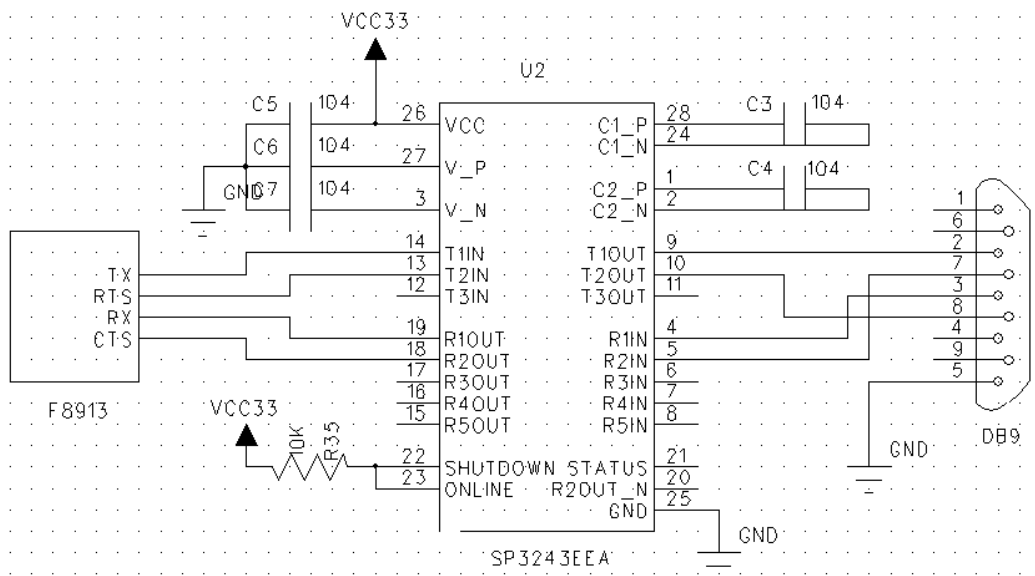 VCC33
U2
C5 104
C6 104
C7 104
GND
26 VCC
27 V_P
3 V_N
14 T1IN
13 T2IN
12 T3IN
19 R1OUT
18 R2OUT
17 R3OUT
16 R4OUT
15 R5OUT
22 SHUTDOWN
23 ONLINE
C1_P 28
C1_N 24
C2_P 1
C2_N 2
T1OUT 9
T2OUT 10
T3OUT 11
R1IN 4
R2IN 5
R3IN 6
R4IN 7
R5IN 8
STATUS 21
R2OUT_N 20
GND 25
C3 104
C4 104
TX
RTS
RX
CTS
F8913
VCC33
10K
R35
1
6
2
7
3
8
4
9
5
DB9
GND
GND
SP3243EEA